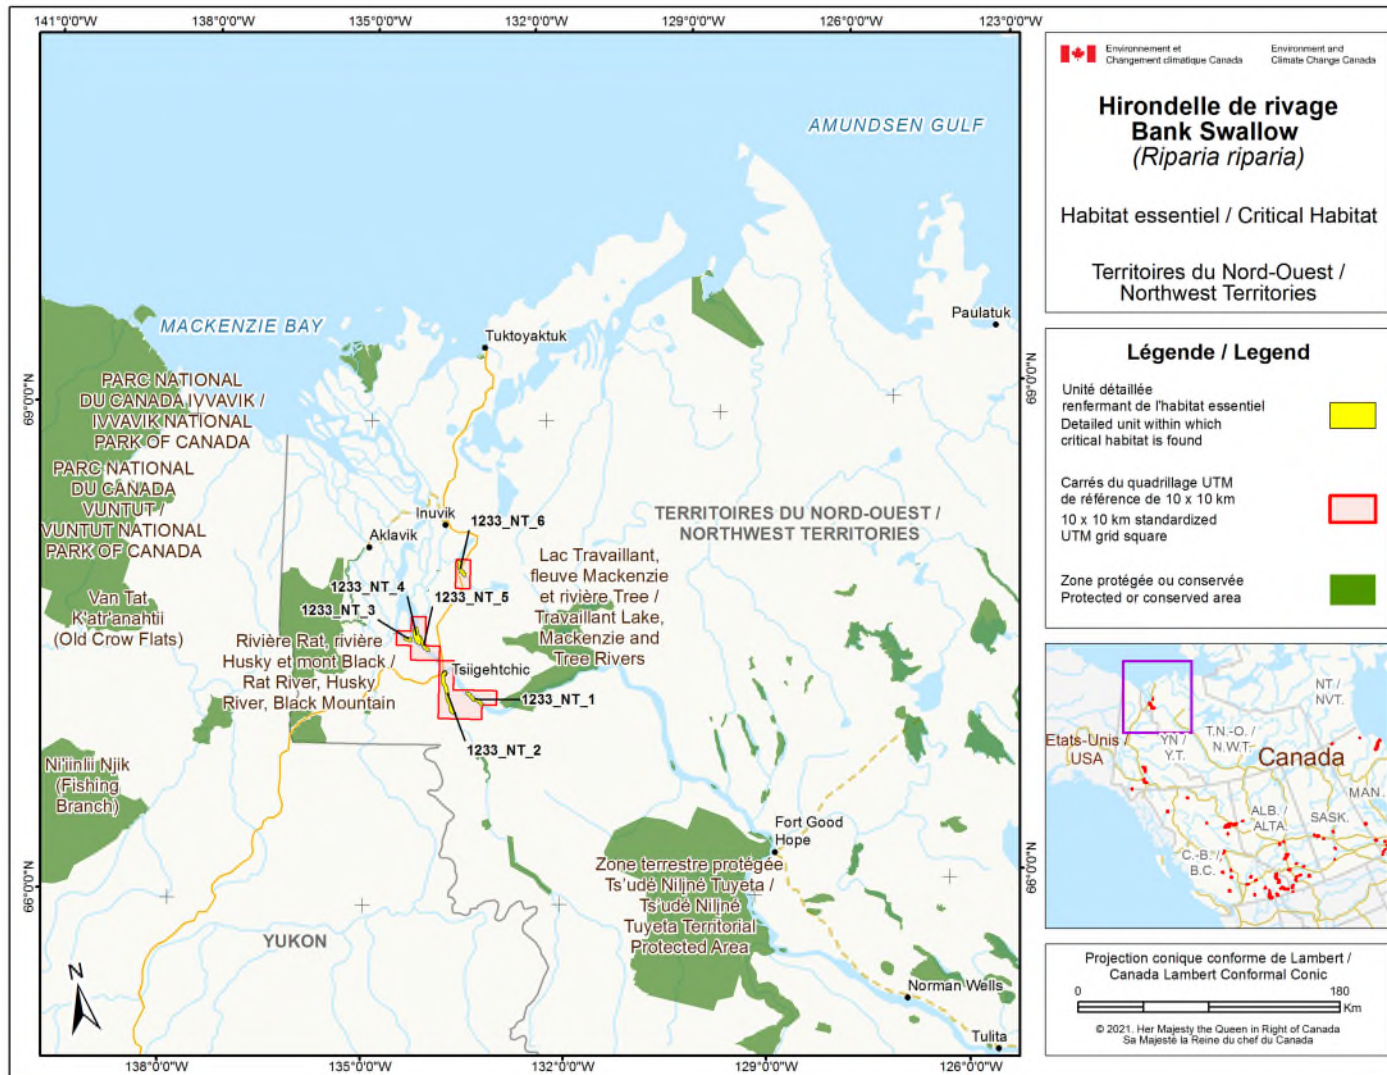 141°0'0"W
138°0'0"W
135°0'0"W
132°0'0"W
129°0'0"W
126°0'0"W
123°0'0"W
AMUNDSEN GULF
MACKENZIE BAY
Tuktoyaktuk
Paulatuk
69°0'0"N
69°0'0"N
PARC NATIONAL
DU CANADA IVVAVIK /
IVVAVIK NATIONAL
PARK OF CANADA
PARC NATIONAL
DU CANADA
VUNTUT /
VUNTUT NATIONAL
PARK OF CANADA
Inuvik
Aklavik
1233_NT_6
TERRITOIRES DU NORD-OUEST /
NORTHWEST TERRITORIES
1233_NT_4
1233_NT_5
1233_NT_3
Lac Travaillant,
fleuve Mackenzie
et rivière Tree /
Travaillant Lake,
Mackenzie and
Tree Rivers
Van Tat
K'atr'anahtii
(Old Crow Flats)
Rivière Rat, rivière
Husky et mont Black /
Rat River, Husky
River, Black Mountain
Tsiigehtchic
1233_NT_1
1233_NT_2
Ni'iinlii Njik
(Fishing
Branch)
Fort Good
Hope
Zone terrestre protégée
Ts'udé Niljné Tuyeta /
Ts'udé Niljné
Tuyeta Territorial
Protected Area
66°0'0"N
66°0'0"N
YUKON
N
Norman Wells
Tulita
138°0'0"W
135°0'0"W
132°0'0"W
129°0'0"W
126°0'0"W
Environnement et
Changement climatique Canada
Environment and
Climate Change Canada
Hirondelle de rivage
Bank Swallow
(Riparia riparia)
Habitat essentiel / Critical Habitat
Territoires du Nord-Ouest /
Northwest Territories
Légende / Legend
Unité détaillée
renfermant de l'habitat essentiel
Detailed unit within which
critical habitat is found
Carrés du quadrillage UTM
de référence de 10 x 10 km
10 x 10 km standardized
UTM grid square
Zone protégée ou conservée
Protected or conserved area
NT /
NVT.
Etats-Unis /
USA
YN /
Y.T.
T.N.-O. /
N.W.T.
Canada
MAN.
ALB. /
ALTA.
SASK.
C.-B. /
B.C.
Projection conique conforme de Lambert /
Canada Lambert Conformal Conic
0
180
Km
© 2021. Her Majesty the Queen in Right of Canada
Sa Majesté la Reine du chef du Canada